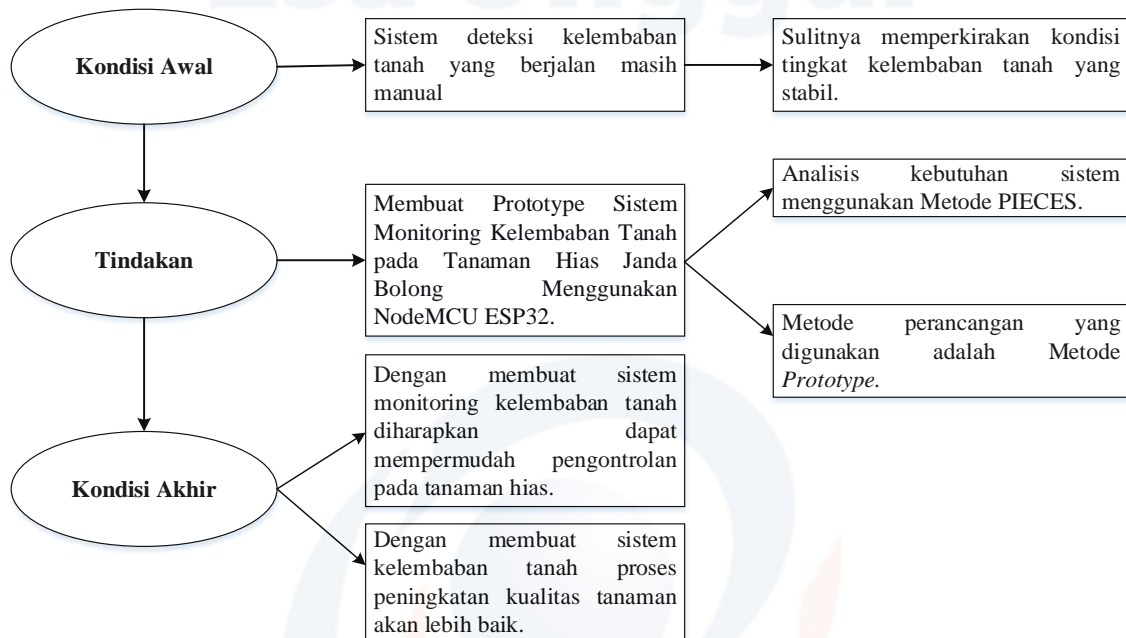 Esa Unggul
Kondisi Awal
Sistem deteksi kelembaban
tanah yang berjalan masih
manual
Sulitnya memperkirakan kondisi
tingkat kelembaban tanah yang
stabil.
Tindakan
Membuat Prototype Sistem
Monitoring Kelembaban Tanah
pada Tanaman Hias Janda
Bolong Menggunakan
NodeMCU ESP32.
Analisis kebutuhan sistem
menggunakan Metode PIECES.
Metode perancangan yang
digunakan adalah Metode
Prototype.
Kondisi Akhir
Dengan membuat sistem
monitoring kelembaban tanah
diharapkan dapat
mempermudah pengontrolan
pada tanaman hias.
Dengan membuat sistem
kelembaban tanah proses
peningkatan kualitas tanaman
akan lebih baik.